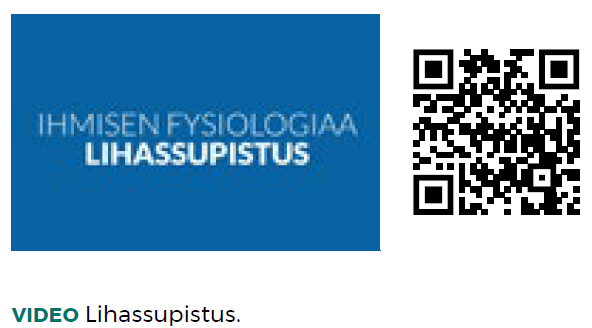 IHMISEN FYSIOLOGIAA
LIHASSUPISTUS
VIDEO Lihassupistus.